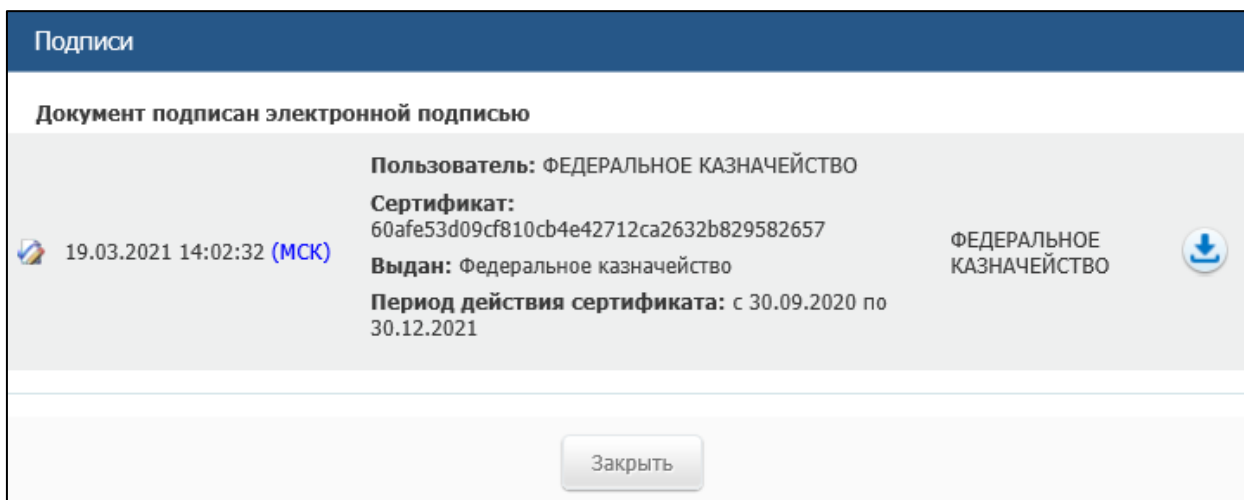 Подписи
Документ подписан электронной подписью
Пользователь: ФЕДЕРАЛЬНОЕ КАЗНАЧЕЙСТВО
Сертификат:
60afe53d09cf810cb4e42712ca2632b829582657
19.03.2021 14:02:32 (МСК)
Выдан: Федеральное казначейство
Период действия сертификата: с 30.09.2020 по
30.12.2021
ФЕДЕРАЛЬНОЕ
КАЗНАЧЕЙСТВО
Закрыть